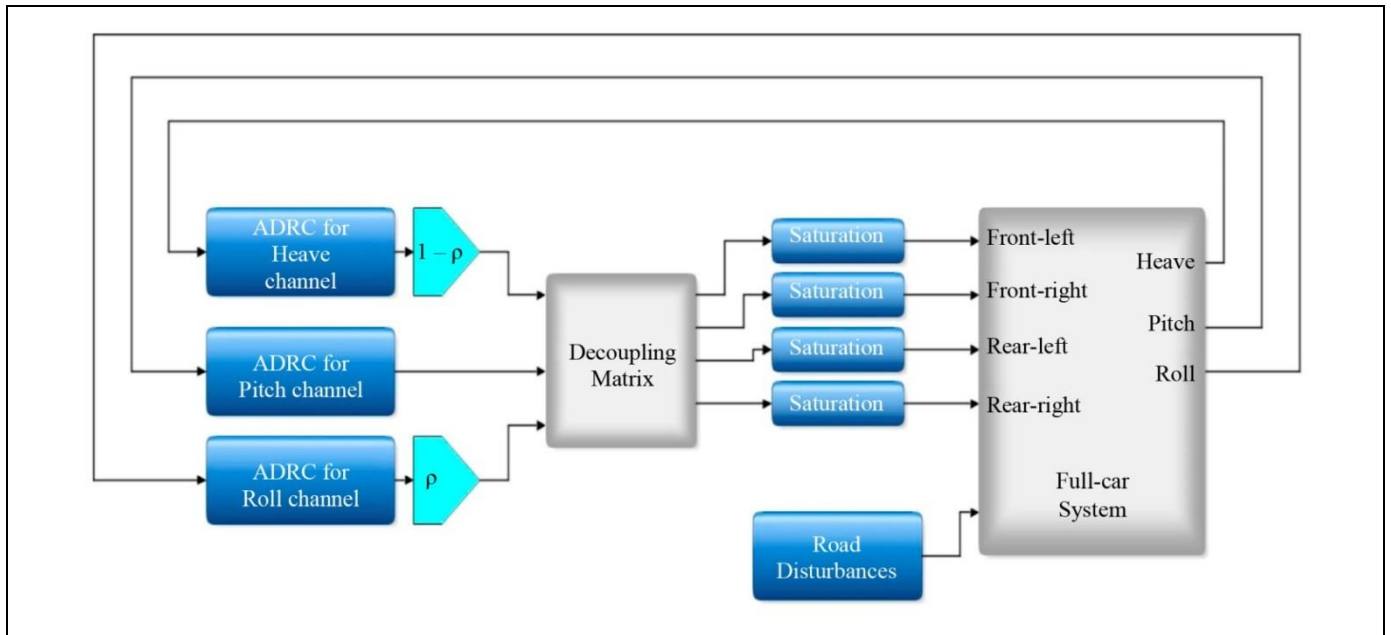 ADRC for
Heave
channel
1 – ρ
ADRC for
Pitch channel
ADRC for
Roll channel
ρ
Decoupling
Matrix
Saturation
Saturation
Saturation
Saturation
Front-left
Front-right
Rear-left
Rear-right
Heave
Pitch
Roll
Full-car
System
Road
Disturbances